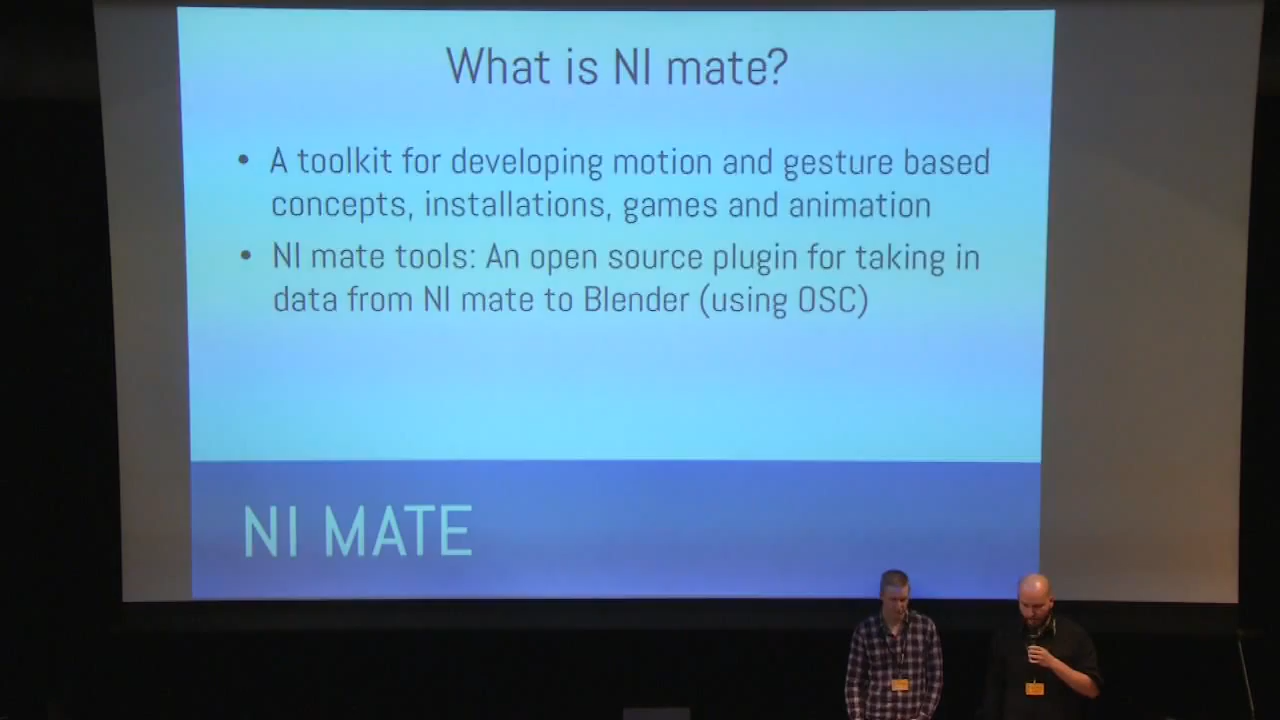 What is NI mate?
• A toolkit for developing motion and gesture based
concepts, installations, games and animation
• NI mate tools: An open source plugin for taking in
data from NI mate to Blender (using OSC)
NI MATE